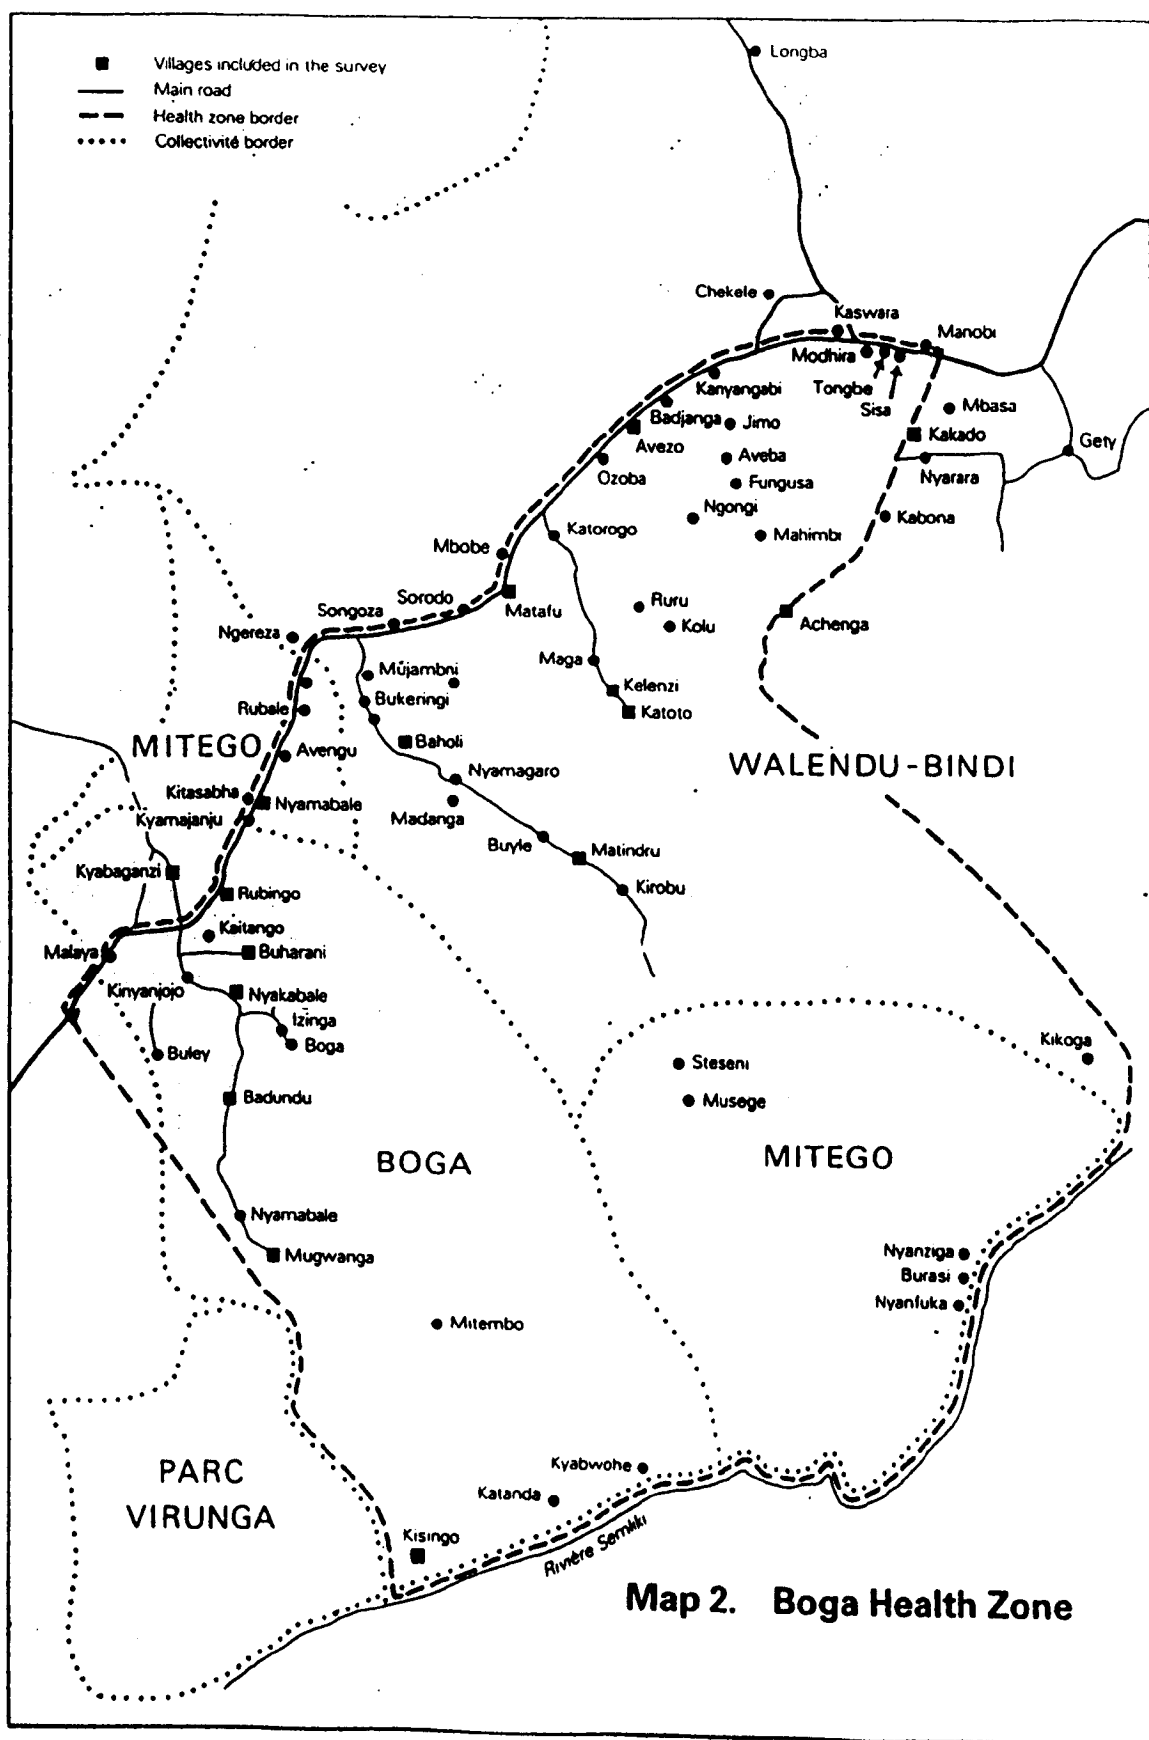 Villages included in the survey
Main road
Health zone border
Collectivité border
Longba
Chekele
Kaswara
Manobi
Modhira
Tongbe
Sisa
Kanyangabi
Mbasa
Badjanga
Jimo
Kakado
Gety
Avezo
Aveba
Ozoba
Fungusa
Nyarara
Ngongi
Kabona
Katorogo
Mahimbi
Mbobe
Sorodo
Matafu
Ruru
Songoza
Kolu
Achenga
Ngereza
Maga
Mujambni
Kelenzi
Bukeringi
Katoto
Rubale
MITEGO
Avengu
Baholi
WALENDU-BINDI
Nyamagaro
Kitasabha
Nyamabale
Kyamajanju
Madanga
Buyle
Matindru
Kyabaganzi
Rubingo
Kirobu
Kaitango
Malaya
Buharani
Kinyanjojo
Nyakabale
Izinga
Boga
Buley
Kikoga
Steseni
Badundu
Musege
BOGA
MITEGO
Nyamabale
Mugwanga
Nyanziga
Burasi
Nyanfuka
Mitembo
PARC
VIRUNGA
Kyabwohe
Katanda
Kisingo
Rivière Semliki
Map 2. Boga Health Zone